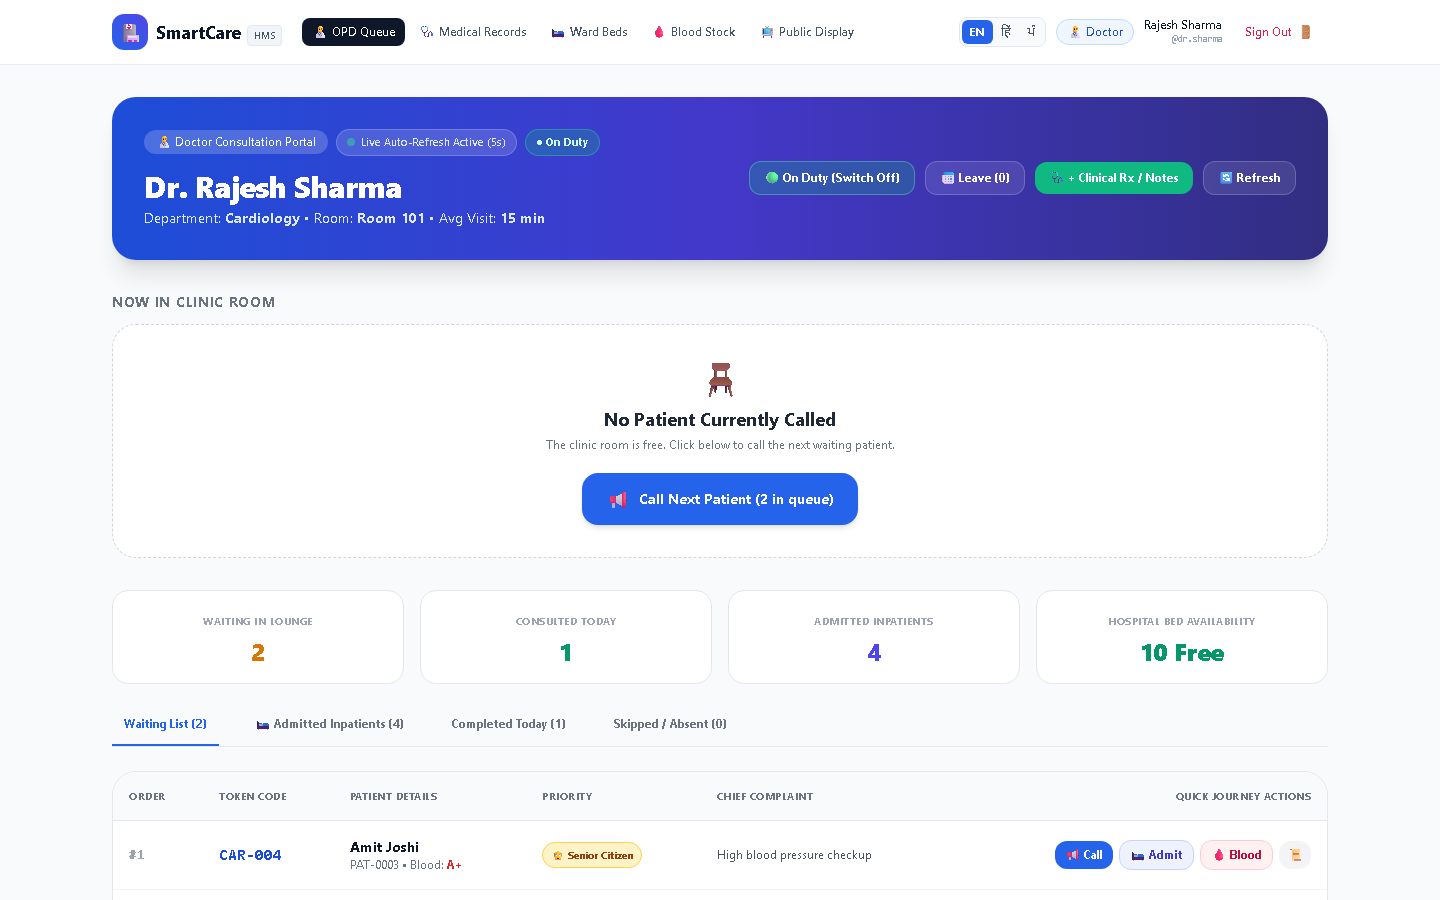 SmartCare HMS
OPD Queue
Medical Records
Ward Beds
Blood Stock
Public Display
EN हिं पं
Doctor
Rajesh Sharma
@dr.sharma
Sign Out
Doctor Consultation Portal
Live Auto-Refresh Active (5s)
• On Duty
Dr. Rajesh Sharma
Department: Cardiology • Room: Room 101 • Avg Visit: 15 min
On Duty (Switch Off)
Leave (0)
+ Clinical Rx / Notes
Refresh
NOW IN CLINIC ROOM
No Patient Currently Called
The clinic room is free. Click below to call the next waiting patient.
Call Next Patient (2 in queue)
WAITING IN LOUNGE
2
CONSULTED TODAY
1
ADMITTED INPATIENTS
4
HOSPITAL BED AVAILABILITY
10 Free
Waiting List (2)
Admitted Inpatients (4)
Completed Today (1)
Skipped / Absent (0)
ORDER TOKEN CODE PATIENT DETAILS PRIORITY CHIEF COMPLAINT QUICK JOURNEY ACTIONS
#1 CAR-004
Amit Joshi
PAT-0003 • Blood: A+
Senior Citizen
High blood pressure checkup
Call
Admit
Blood